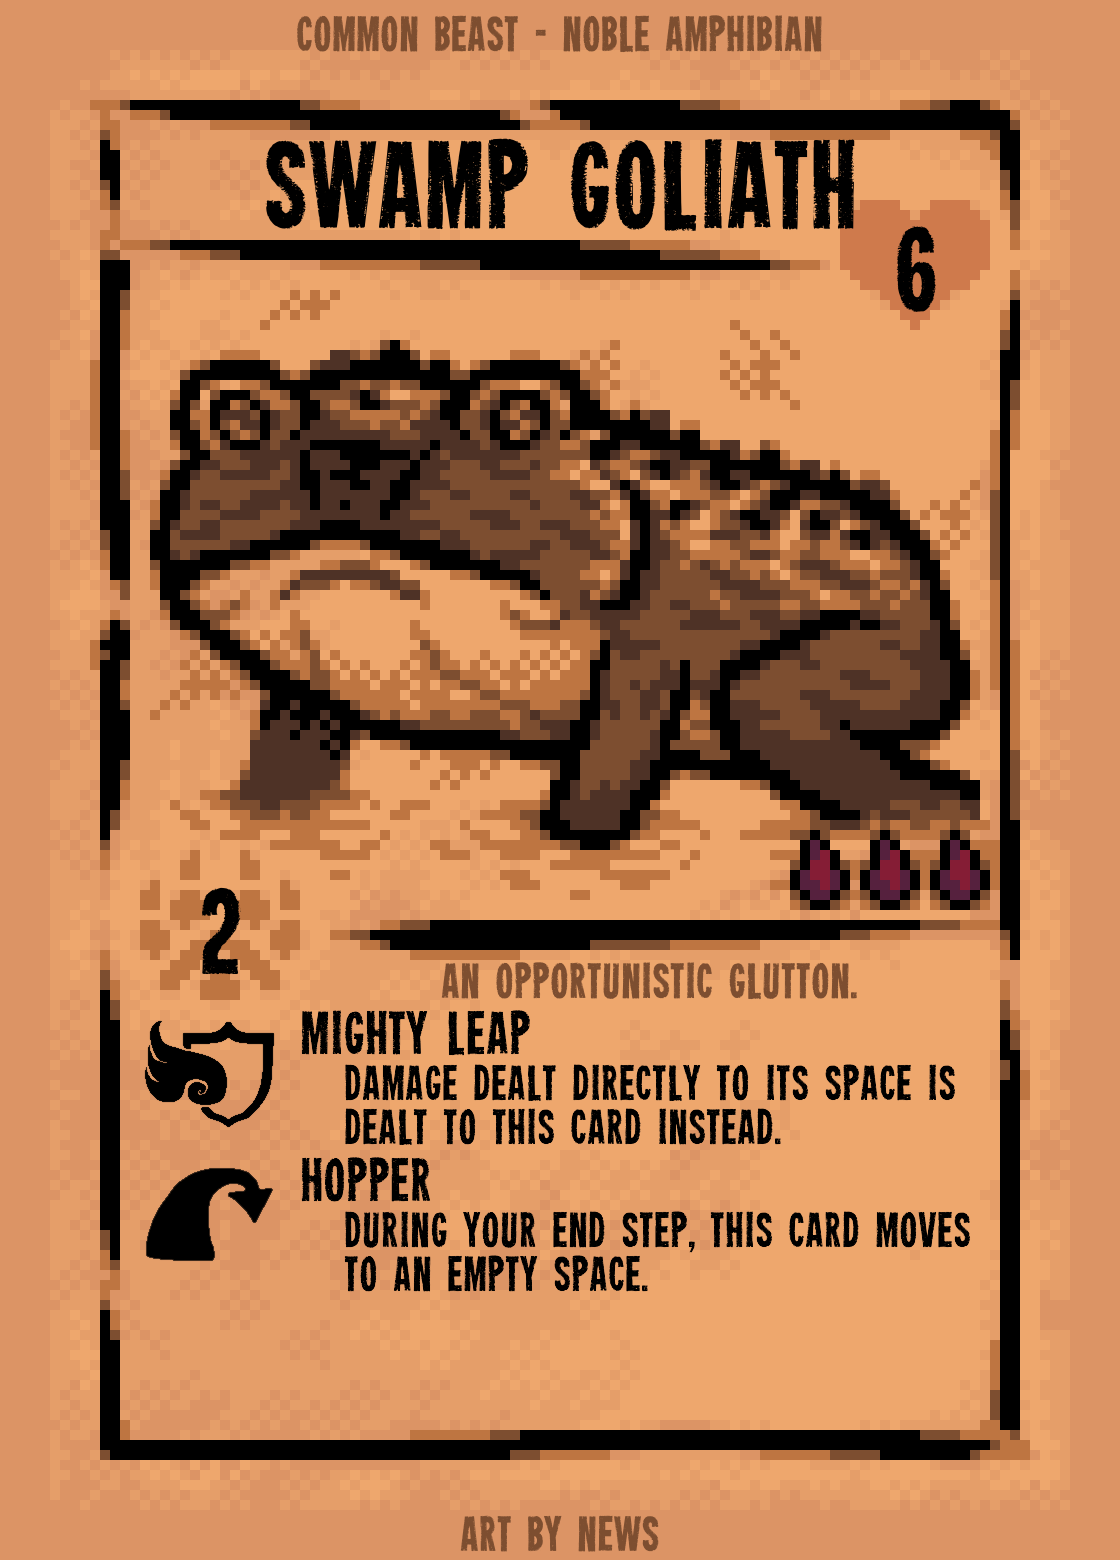 COMMON BEAST - NOBLE AMPHIBIAN
SWAMP GOLIATH
6
2
AN OPPORTUNISTIC GLUTTON.
MIGHTY LEAP
DAMAGE DEALT DIRECTLY TO ITS SPACE IS
DEALT TO THIS CARD INSTEAD.
HOPPER
DURING YOUR END STEP, THIS CARD MOVES
TO AN EMPTY SPACE.
ART BY NEWS